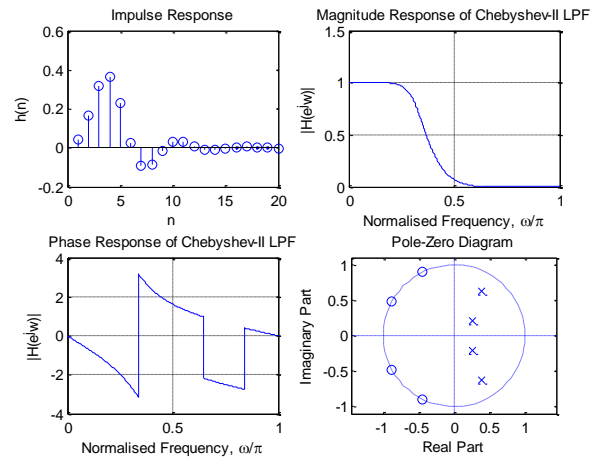 Impulse Response
0.6
0.4
0.2
0
-0.2
h(n)
0 5 10 15 20
n
Magnitude Response of Chebyshev-II LPF
1.5
1
0.5
0
|H(e^jw)|
0 0.5 1
Normalised Frequency, ω/π
Phase Response of Chebyshev-II LPF
4
2
0
-2
-4
|H(e^jw)|
0 0.5 1
Normalised Frequency, ω/π
Pole-Zero Diagram
1
0.5
0
-0.5
-1
Imaginary Part
-1 -0.5 0 0.5 1
Real Part